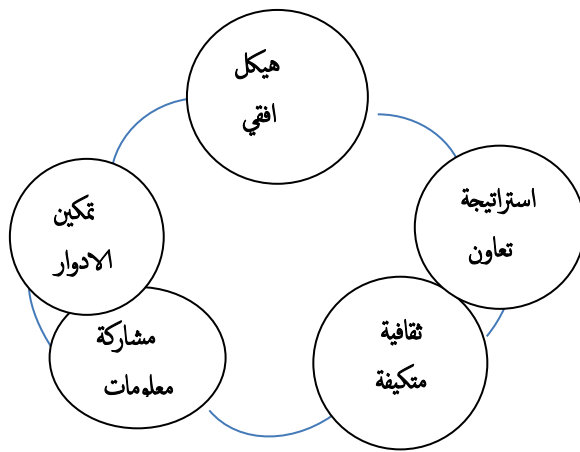 هيكل
افقي
استراتيجة
تعاون
ثقافية
متكيفة
مشاركة
معلومات
تمكين
الادوار